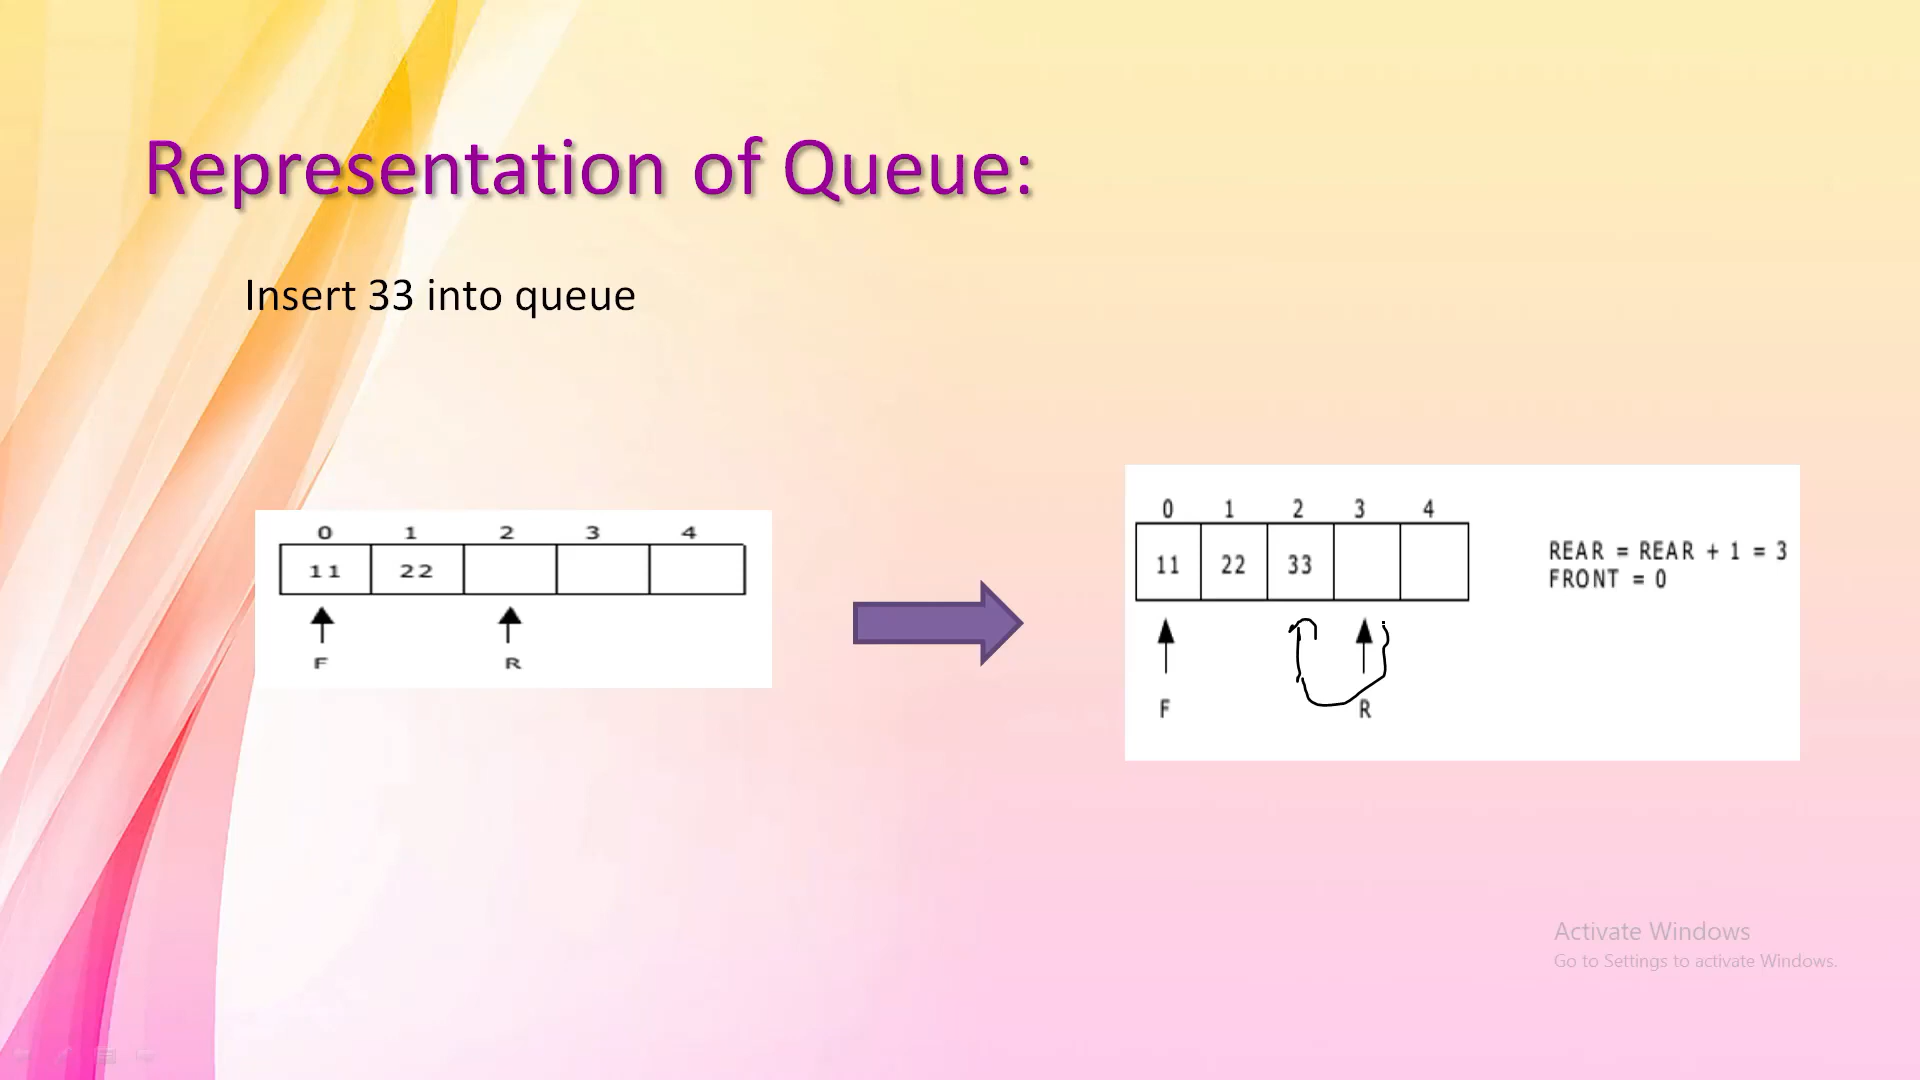 Representation of Queue:
Insert 33 into queue
0 1 2 3 4
11 22
F R
0 1 2 3 4
11 22 33
F R
REAR = REAR + 1 = 3
FRONT = 0
Activate Windows
Go to Settings to activate Windows.